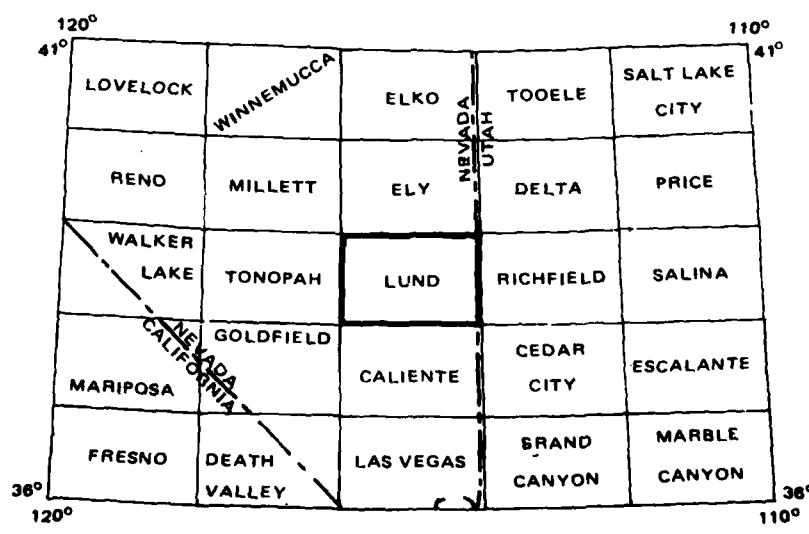 120° 110°
41° 41°
LOVELOCK WINNEMUCCA ELKO TOOELE SALT LAKE
CITY
NEVADA
UTAH
RENO MILLETT ELY DELTA PRICE
WALKER
LAKE TONOPAH LUND RICHFIELD SALINA
NEVADA
CALIFORNIA
GOLDFIELD
MARIPOSA CALIENTE CEDAR
CITY ESCALANTE
FRESNO DEATH
VALLEY LAS VEGAS GRAND
CANYON MARBLE
CANYON
36° 36°
120° 110°